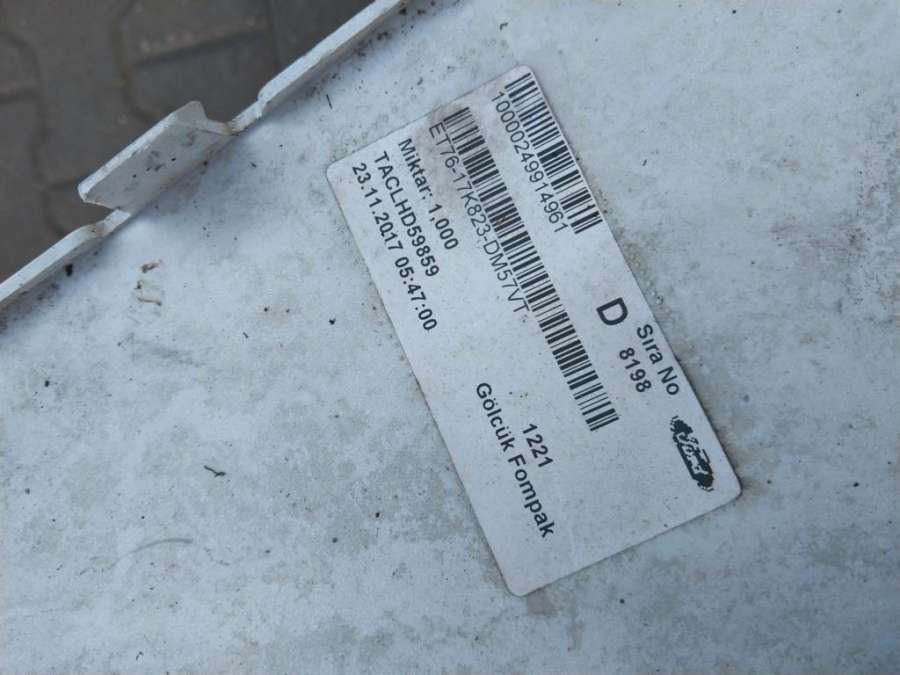 10000249914961
Sıra No
D 8198
ET76-17K823-DM57VT
Ford
Miktar: 1,000
TACLHD59859
23.11.2017 05:47:00
1221
Gölcük Fompak